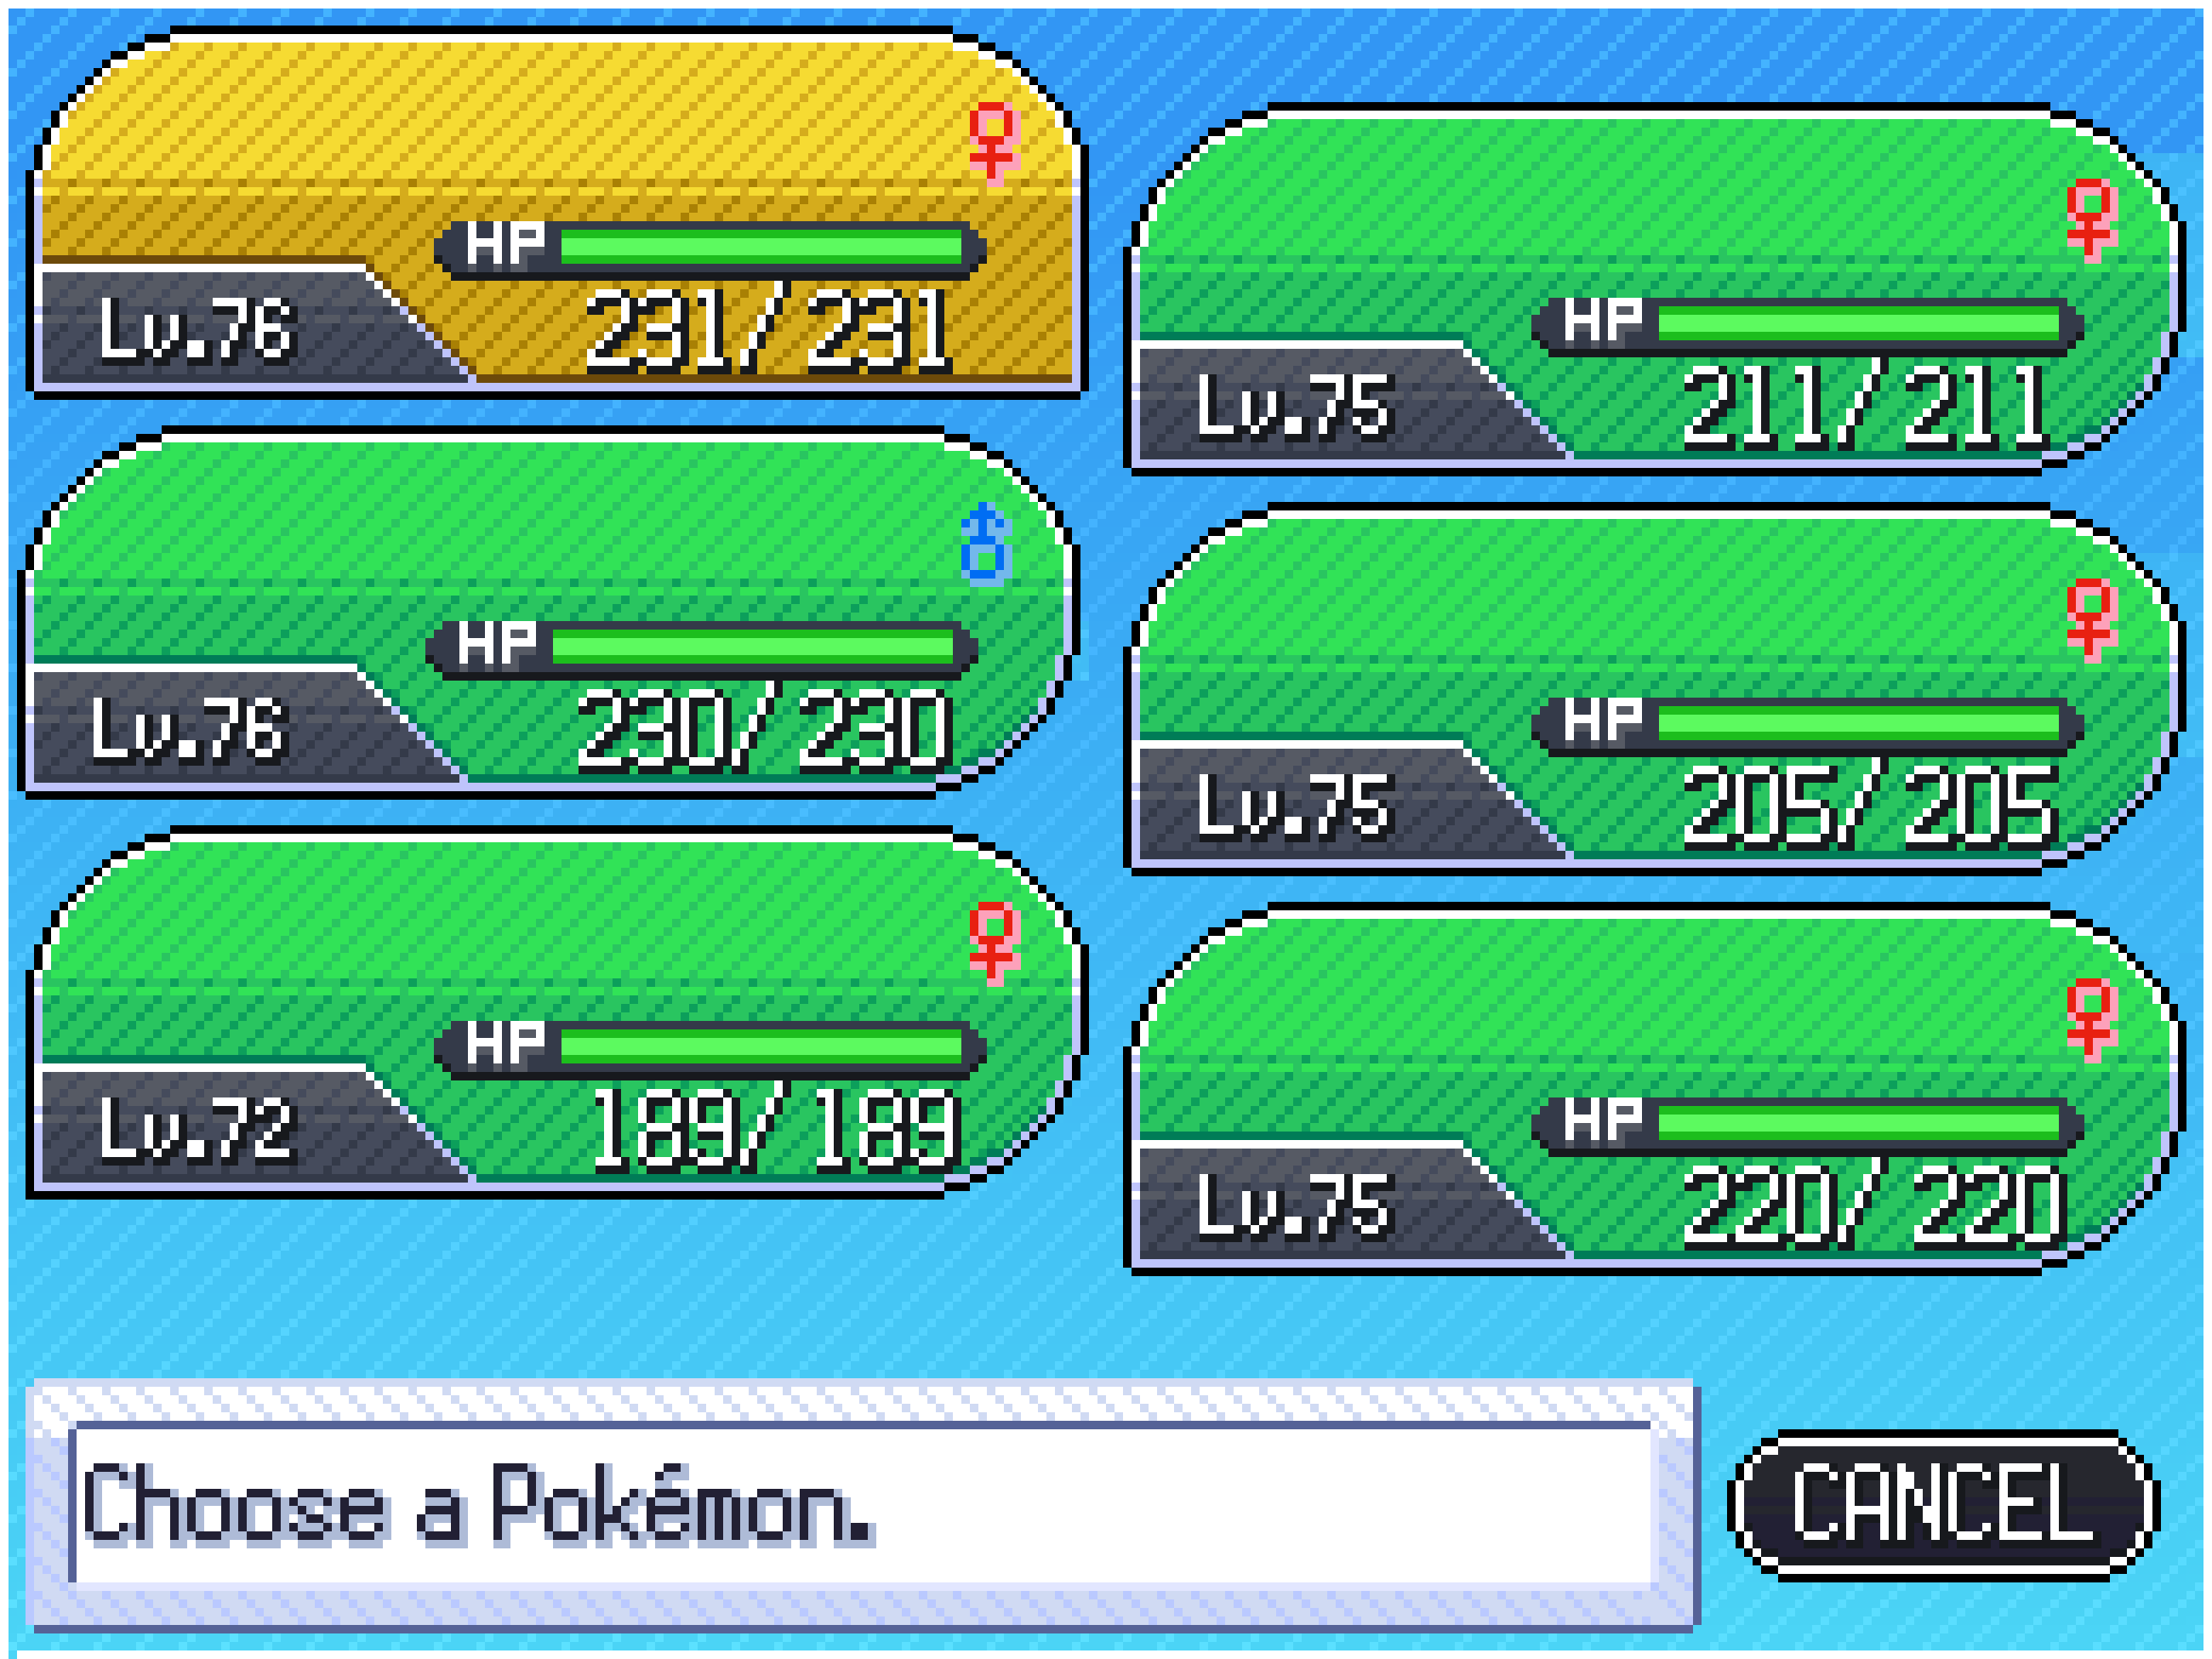 ♀
HP
Lv.76 231/231
♀
HP
Lv.75 211/211
♂
HP
Lv.76 230/230
♀
HP
Lv.75 205/205
♀
HP
Lv.72 189/189
♀
HP
Lv.75 220/220
Choose a Pokémon.
CANCEL